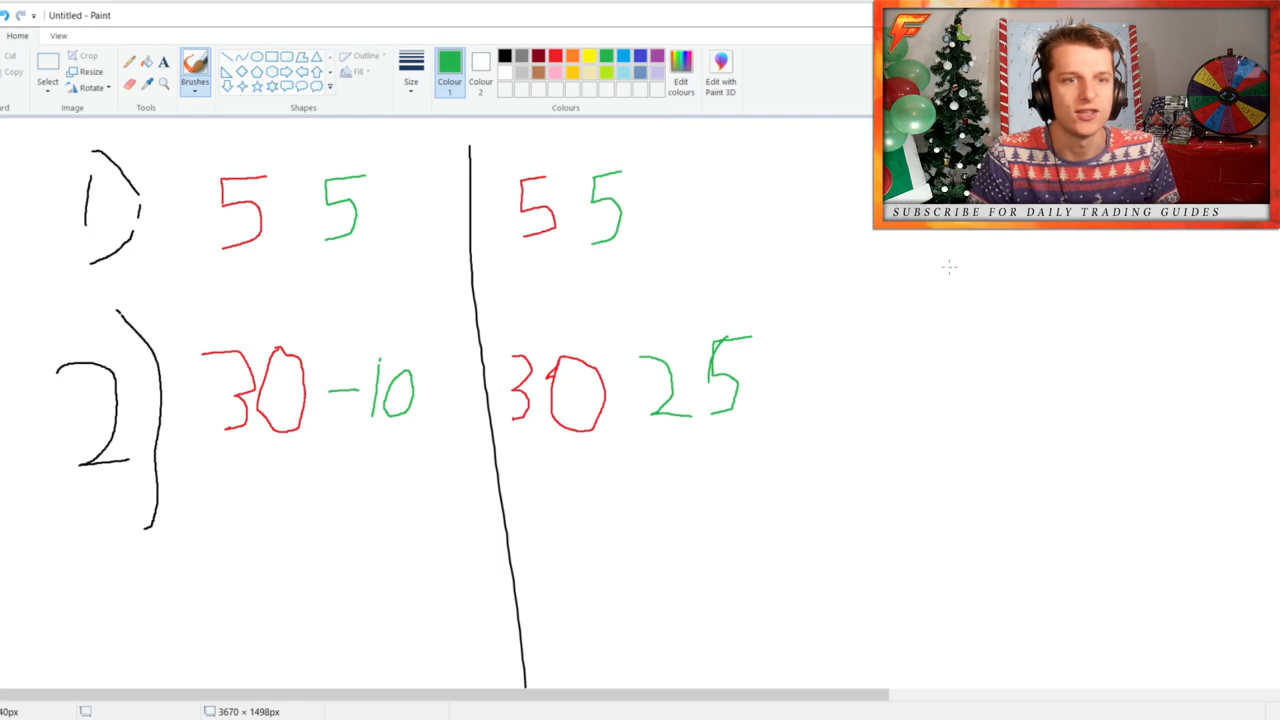 Untitled - Paint
Home View
Cut Crop Outline
Copy Select Resize Brushes Fill Size Colour 1 Colour 2 Edit colours Edit with Paint 3D
Rotate A
Image Tools Shapes Colours
SUBSCRIBE FOR DAILY TRADING GUIDES
1) 5 5 5 5
2) 30 -10 30 25
40px 3670 × 1498px